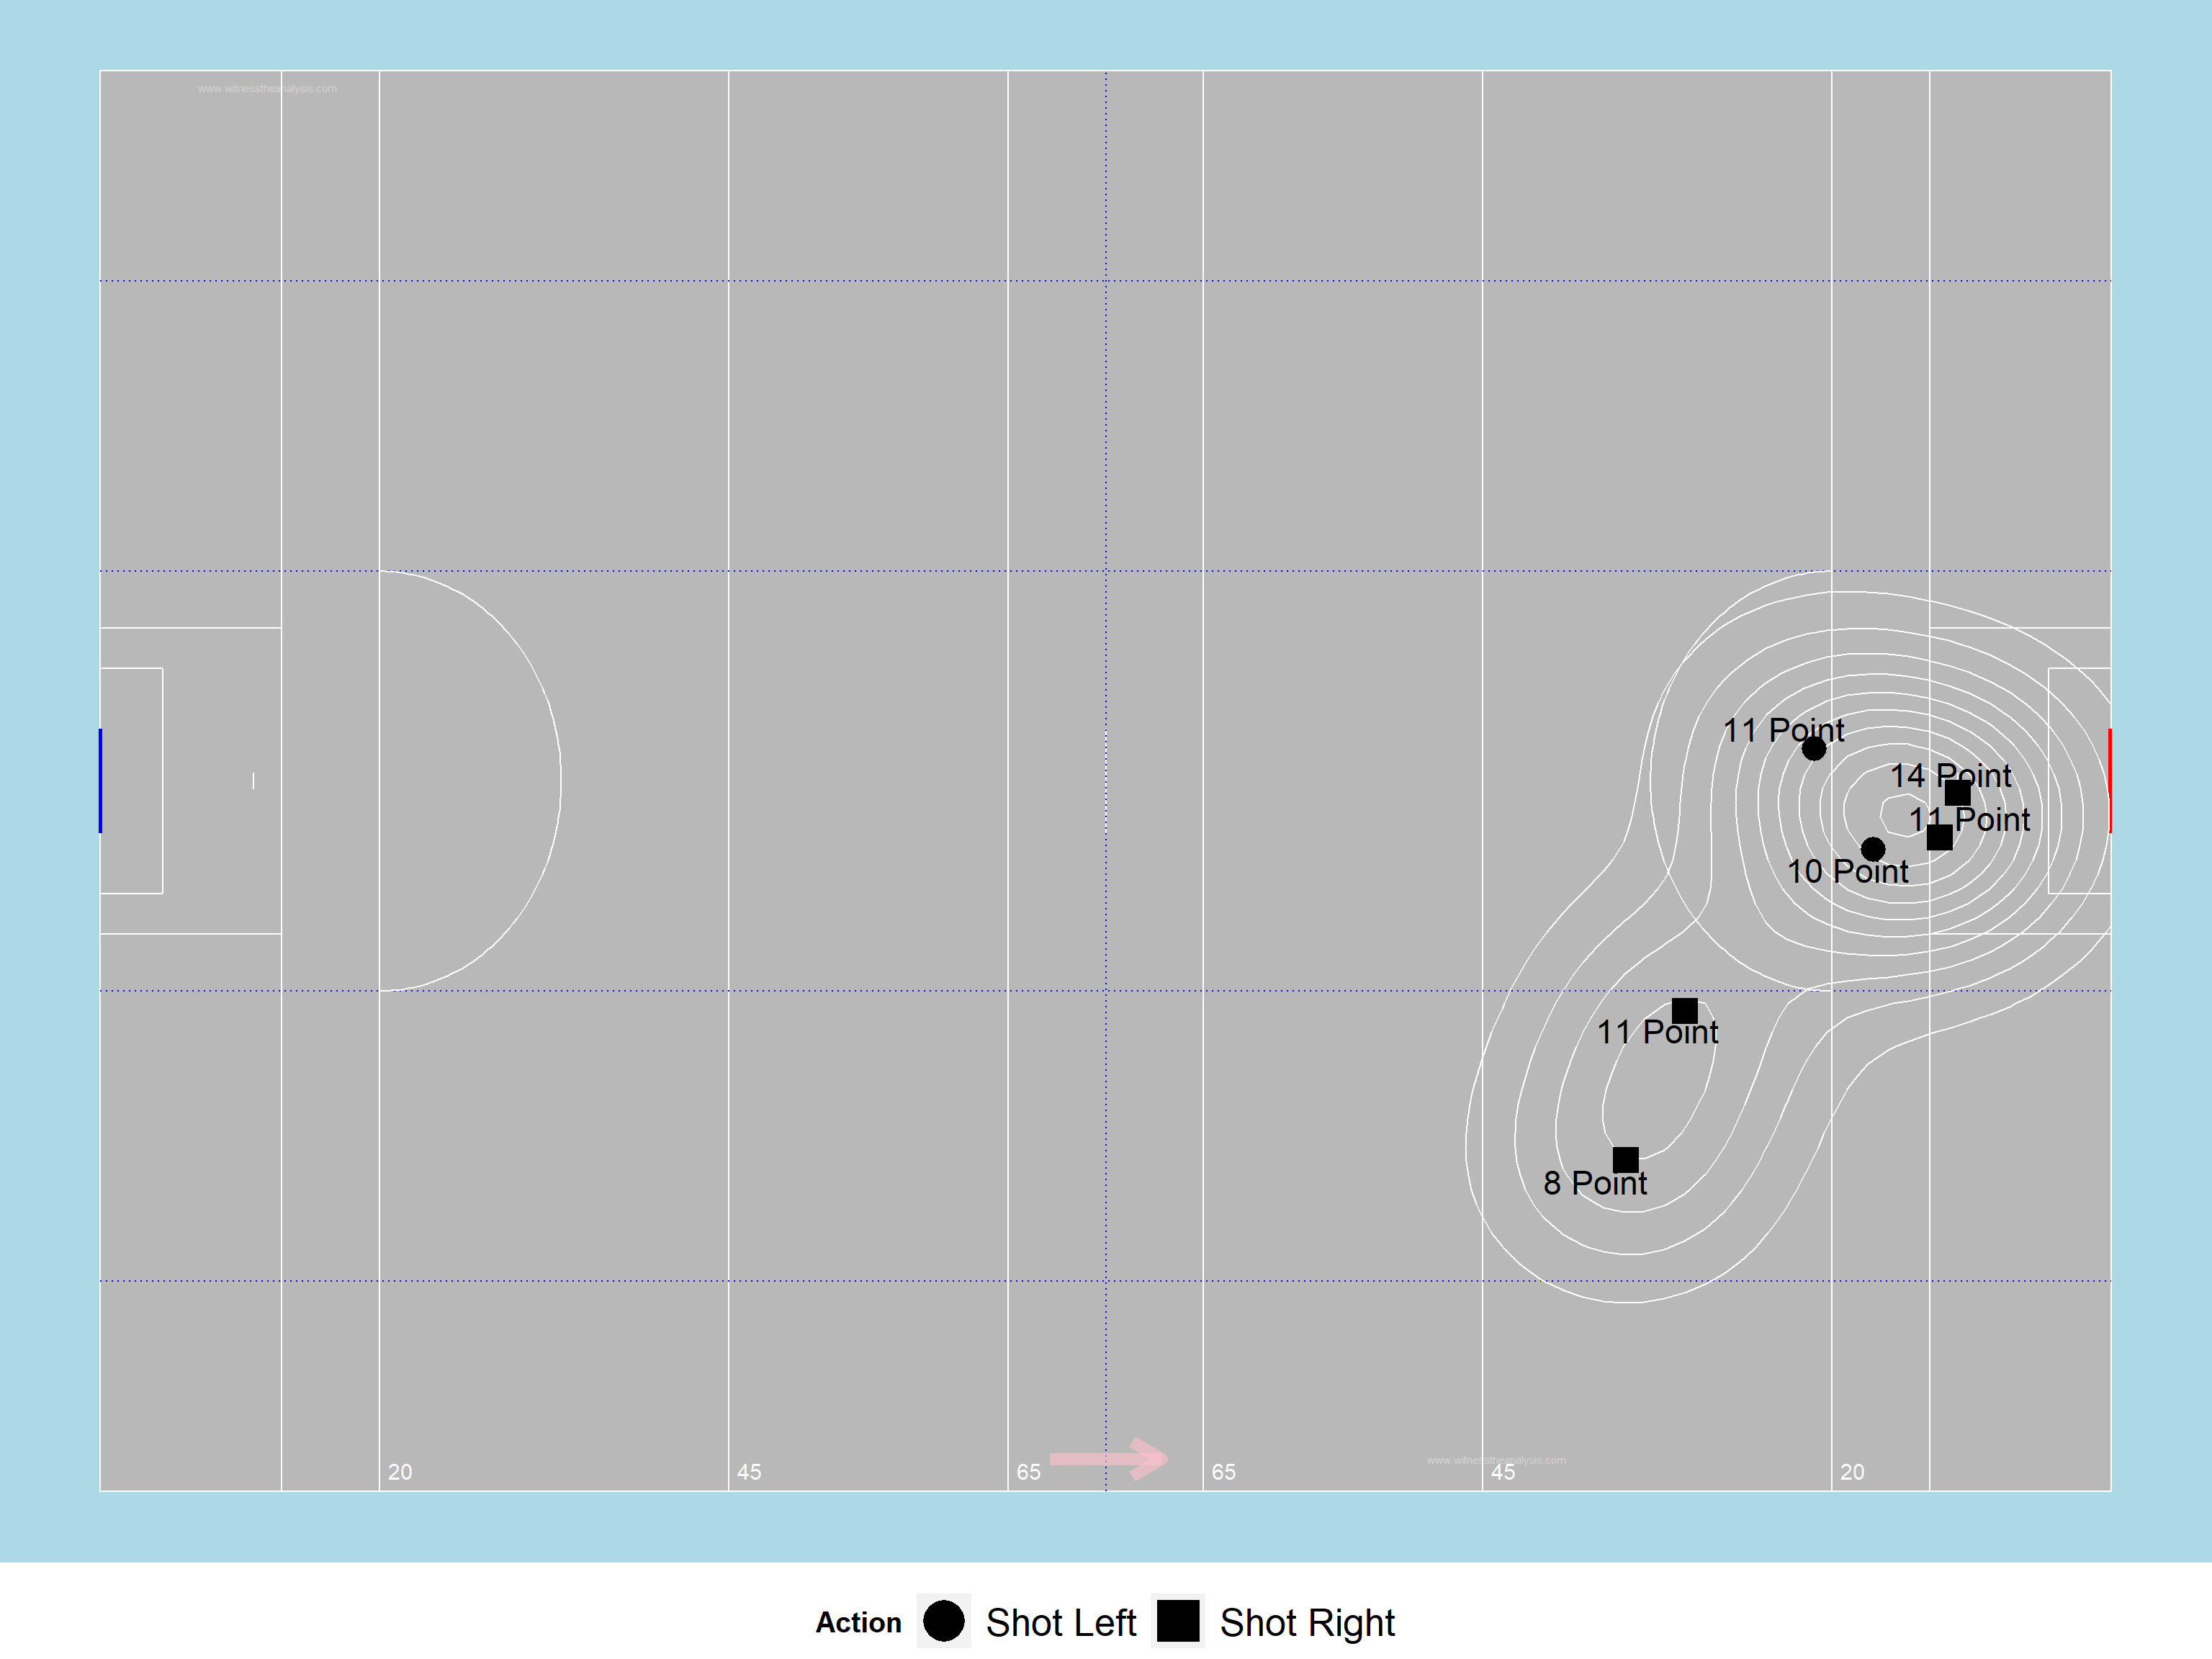 www.witnesstheanalysis.com
11 Point
14 Point
11 Point
10 Point
11 Point
8 Point
www.witnesstheanalysis.com
20
45
65
65
45
20
Action
Shot Left
Shot Right